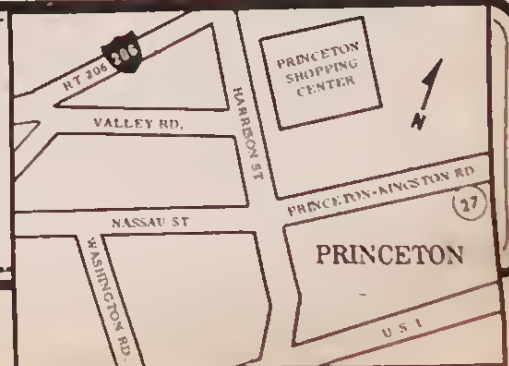 206
RT 206
PRINCETON
SHOPPING
CENTER
N
VALLEY RD.
HARRISON ST
PRINCETON-KINGSTON RD
27
NASSAU ST
WASHINGTON RD.
PRINCETON
U S 1